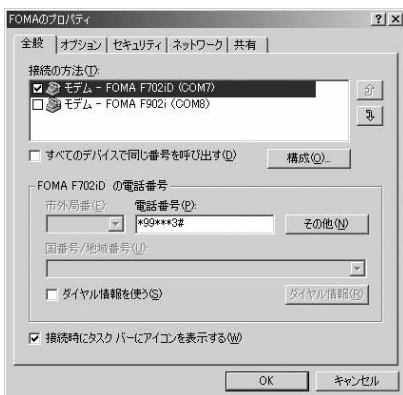 FOMAのプロパティ
全般 オプション セキュリティ ネットワーク 共有
接続の方法(T):
モデム - FOMA F702iD (COM7)
モデム - FOMA F902i (COM8)
すべてのデバイスで同じ番号を呼び出す(D) 構成(O)...
FOMA F702iD の電話番号
市外局番(E): 電話番号(P):
*99***3# その他(N)
国番号/地域番号(U):
ダイヤル情報を使う(S) ダイヤル情報(R)
接続時にタスク バーにアイコンを表示する(W)
OK キャンセル